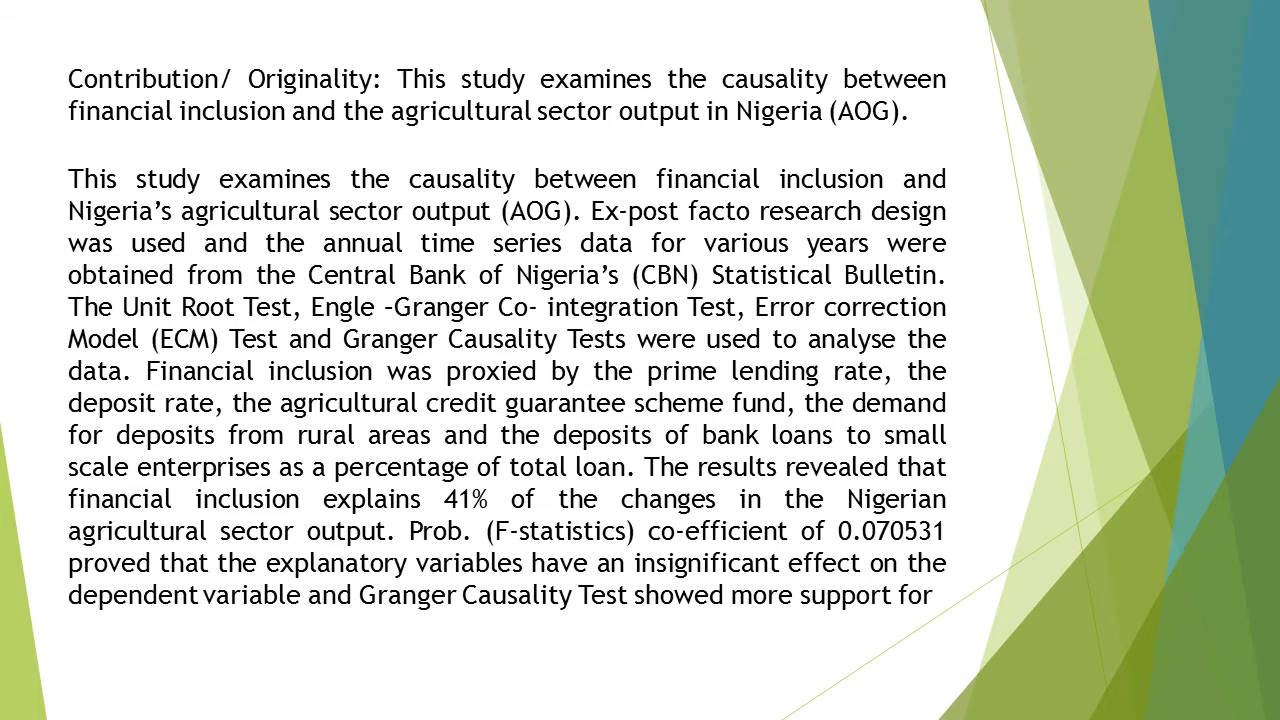 Contribution/ Originality: This study examines the causality between
financial inclusion and the agricultural sector output in Nigeria (AOG).
This study examines the causality between financial inclusion and
Nigeria’s agricultural sector output (AOG). Ex-post facto research design
was used and the annual time series data for various years were
obtained from the Central Bank of Nigeria’s (CBN) Statistical Bulletin.
The Unit Root Test, Engle –Granger Co- integration Test, Error correction
Model (ECM) Test and Granger Causality Tests were used to analyse the
data. Financial inclusion was proxied by the prime lending rate, the
deposit rate, the agricultural credit guarantee scheme fund, the demand
for deposits from rural areas and the deposits of bank loans to small
scale enterprises as a percentage of total loan. The results revealed that
financial inclusion explains 41% of the changes in the Nigerian
agricultural sector output. Prob. (F-statistics) co-efficient of 0.070531
proved that the explanatory variables have an insignificant effect on the
dependent variable and Granger Causality Test showed more support for